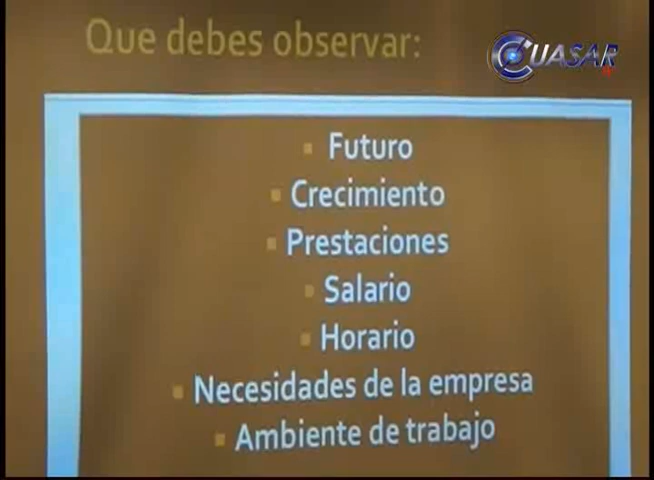 Que debes observar:
CUASAR
Futuro
Crecimiento
Prestaciones
Salario
Horario
Necesidades de la empresa
Ambiente de trabajo